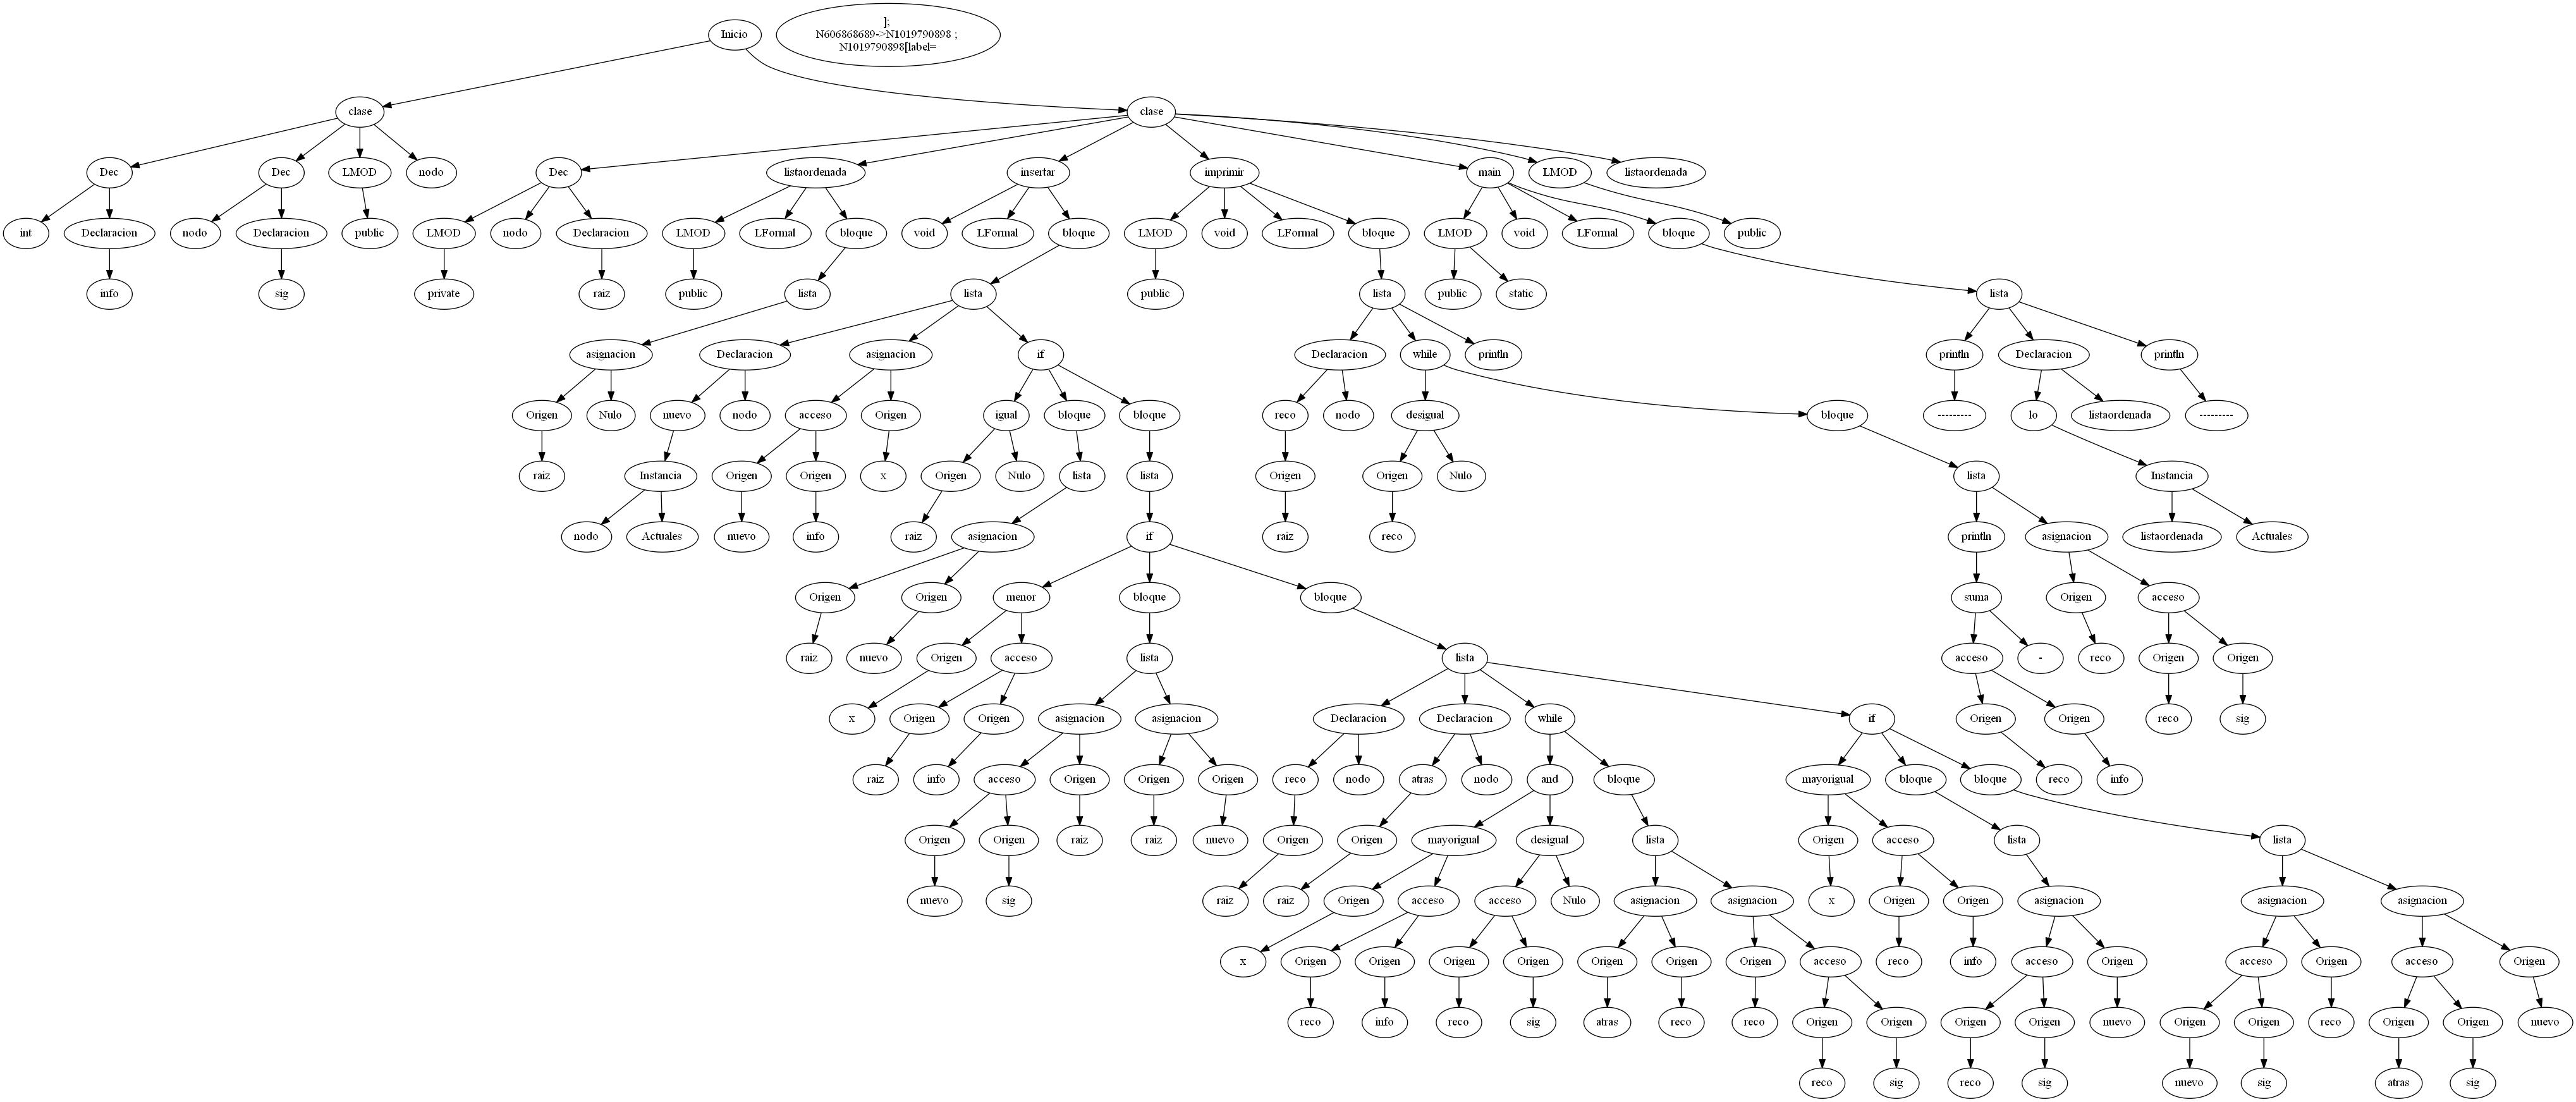 Inicio
];
N606868689->N1019790898 ;
N1019790898[label=
clase clase
Dec Dec LMOD nodo Dec listaordenada insertar imprimir main LMOD listaordenada
int Declaracion nodo Declaracion public LMOD nodo Declaracion LMOD LFormal bloque void LFormal bloque LMOD void LFormal bloque LMOD void LFormal bloque public
info sig private raiz public lista lista public lista public static lista
asignacion Declaracion asignacion if Declaracion while println println Declaracion println
Origen Nulo nuevo nodo acceso Origen igual bloque bloque reco nodo desigual bloque --------- lo listaordenada ---------
raiz Instancia Origen Origen x Origen Nulo lista lista Origen Origen Nulo lista Instancia
nodo Actuales nuevo info raiz asignacion if raiz reco println asignacion listaordenada Actuales
Origen Origen menor bloque bloque suma Origen acceso
raiz nuevo Origen acceso lista lista acceso - reco Origen Origen
x Origen Origen asignacion asignacion Declaracion Declaracion while if Origen Origen reco sig
raiz info acceso Origen Origen Origen reco nodo atras nodo and bloque mayorigual bloque bloque reco info
Origen Origen raiz raiz nuevo Origen Origen mayorigual desigual lista Origen acceso lista lista
nuevo sig raiz raiz Origen acceso acceso Nulo asignacion asignacion x Origen Origen asignacion asignacion asignacion
x Origen Origen Origen Origen Origen Origen Origen acceso reco info acceso Origen acceso Origen acceso Origen
reco info reco sig atras reco reco Origen Origen Origen Origen nuevo Origen Origen reco Origen Origen nuevo
reco sig reco sig nuevo sig atras sig